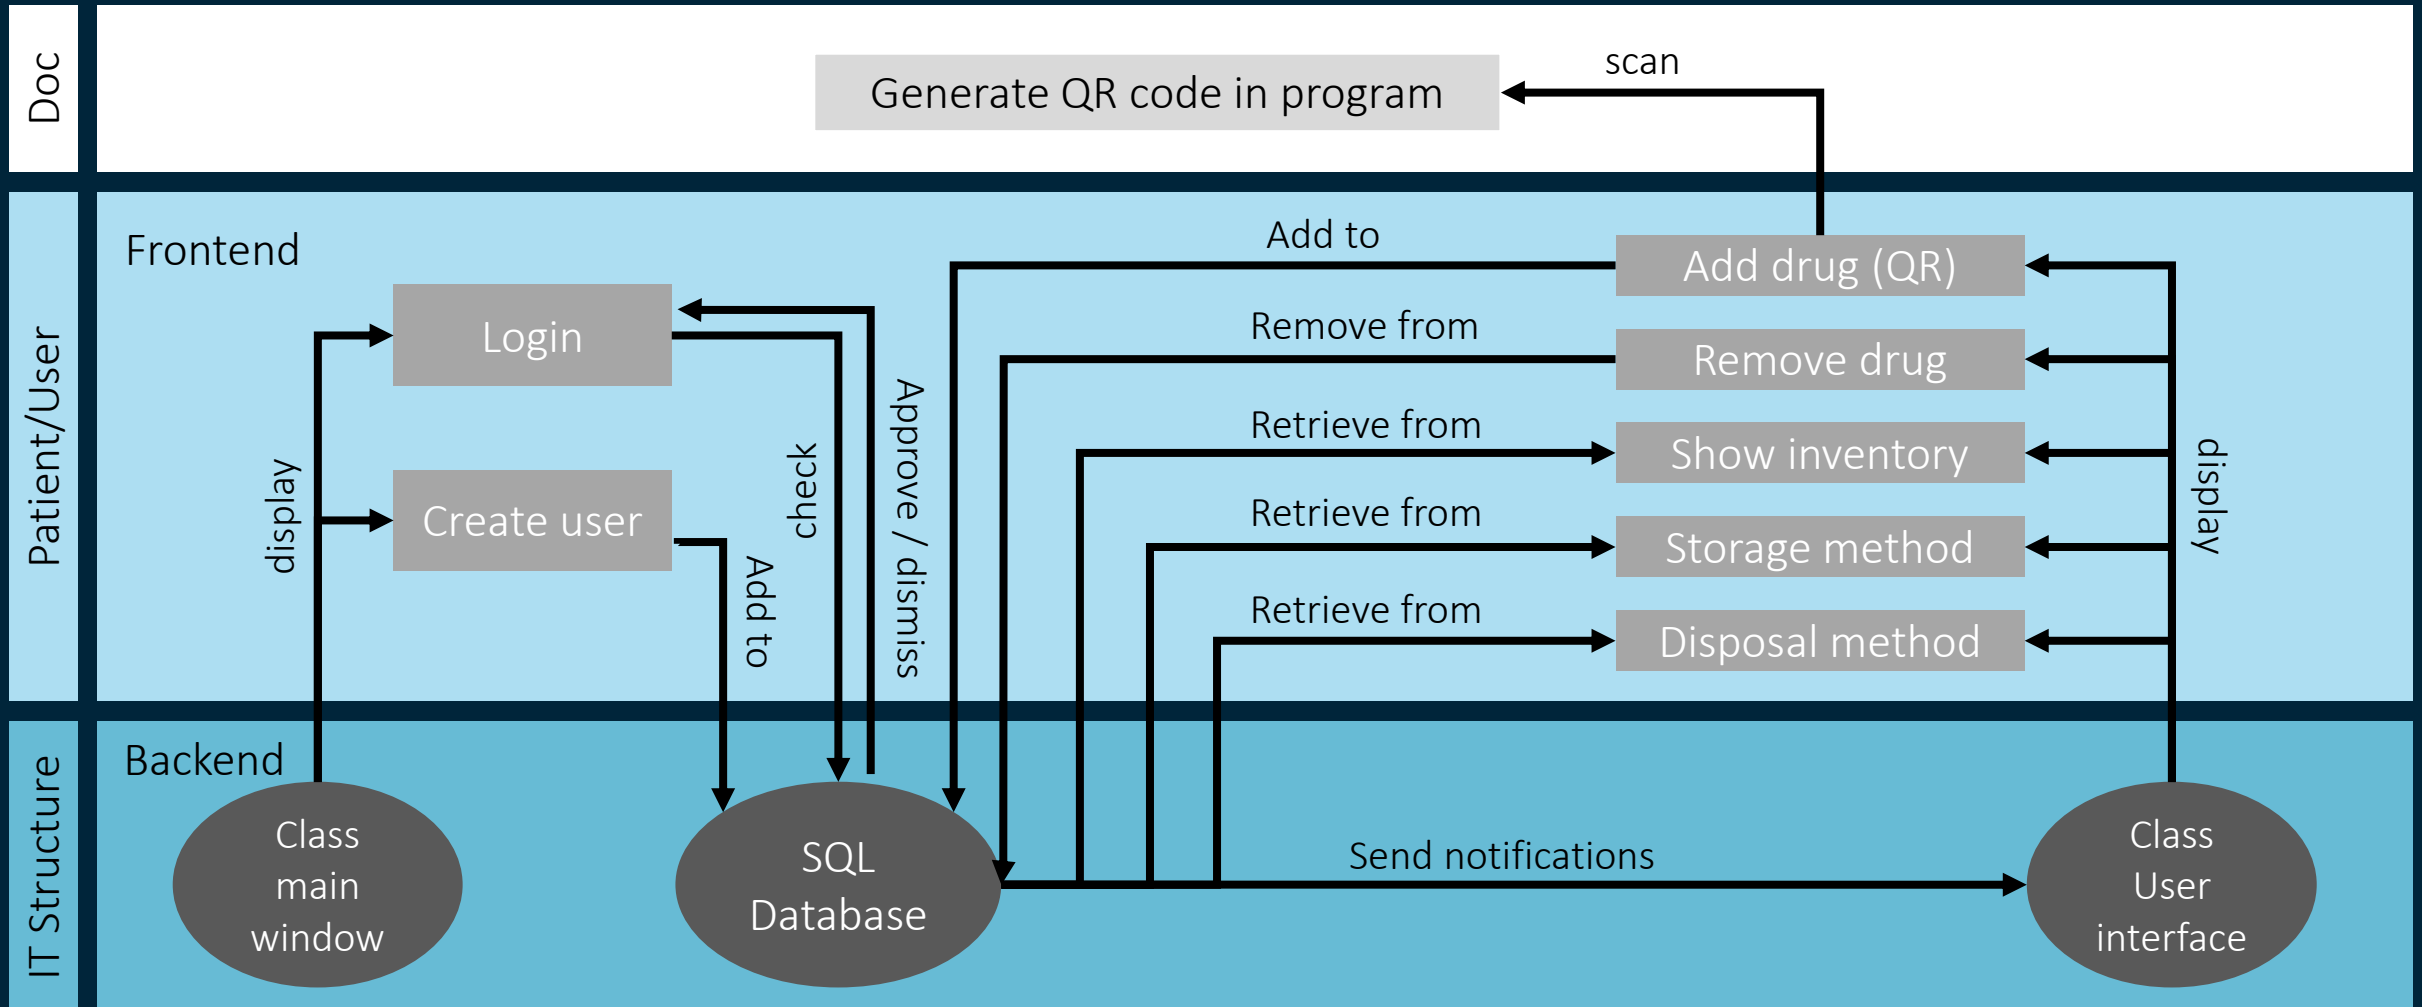 Doc
Generate QR code in program
scan
Patient/User
Frontend
Login
Create user
display
Add to
check
Approve / dismiss
Add to
Remove from
Retrieve from
Retrieve from
Retrieve from
Add drug (QR)
Remove drug
Show inventory
Storage method
Disposal method
display
IT Structure
Backend
Class
main
window
SQL
Database
Send notifications
Class
User
interface